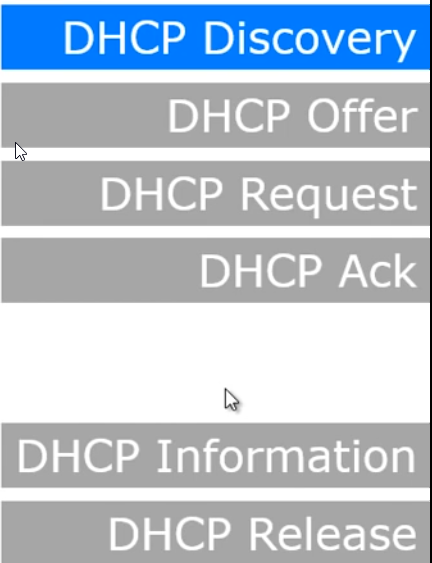 DHCP Discovery
DHCP Offer
DHCP Request
DHCP Ack
DHCP Information
DHCP Release